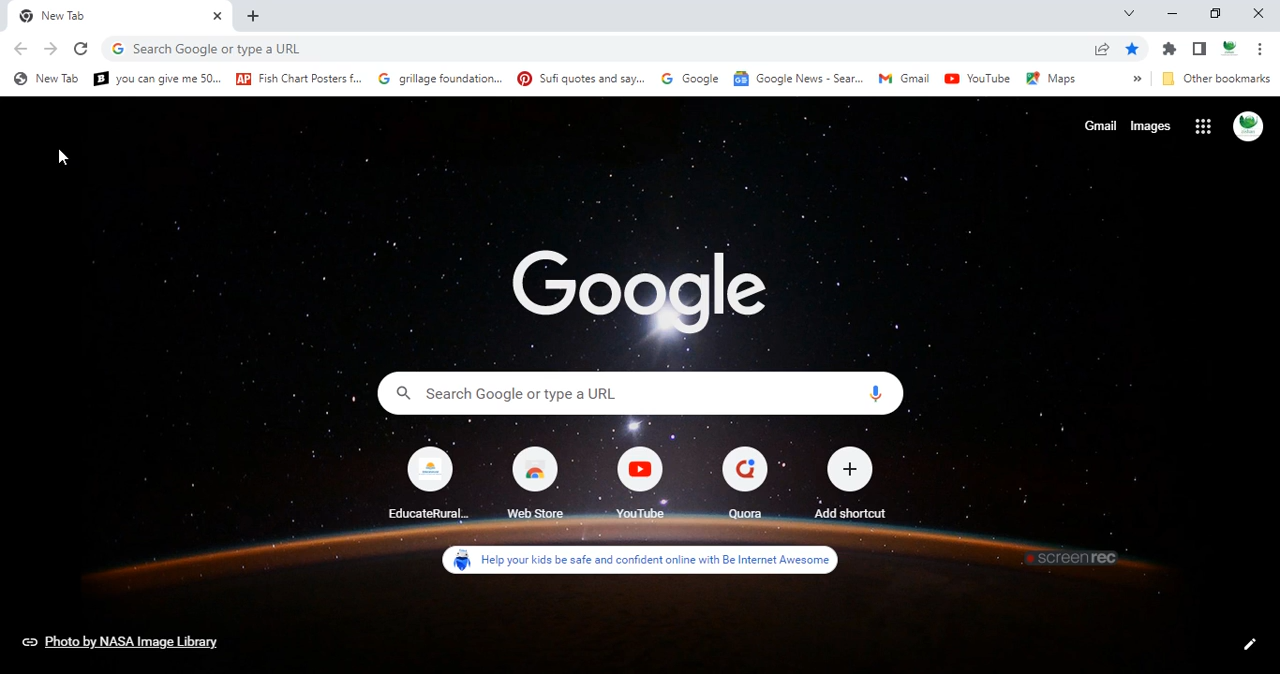 New Tab
Search Google or type a URL
New Tab
you can give me 50...
AP Fish Chart Posters f...
grillage foundation...
Sufi quotes and say...
Google
Google News - Sear...
Gmail
YouTube
Maps
»
Other bookmarks
Gmail Images
Google
Search Google or type a URL
EducateRural...
Web Store
YouTube
Quora
Add shortcut
Help your kids be safe and confident online with Be Internet Awesome
screenrec
Photo by NASA Image Library